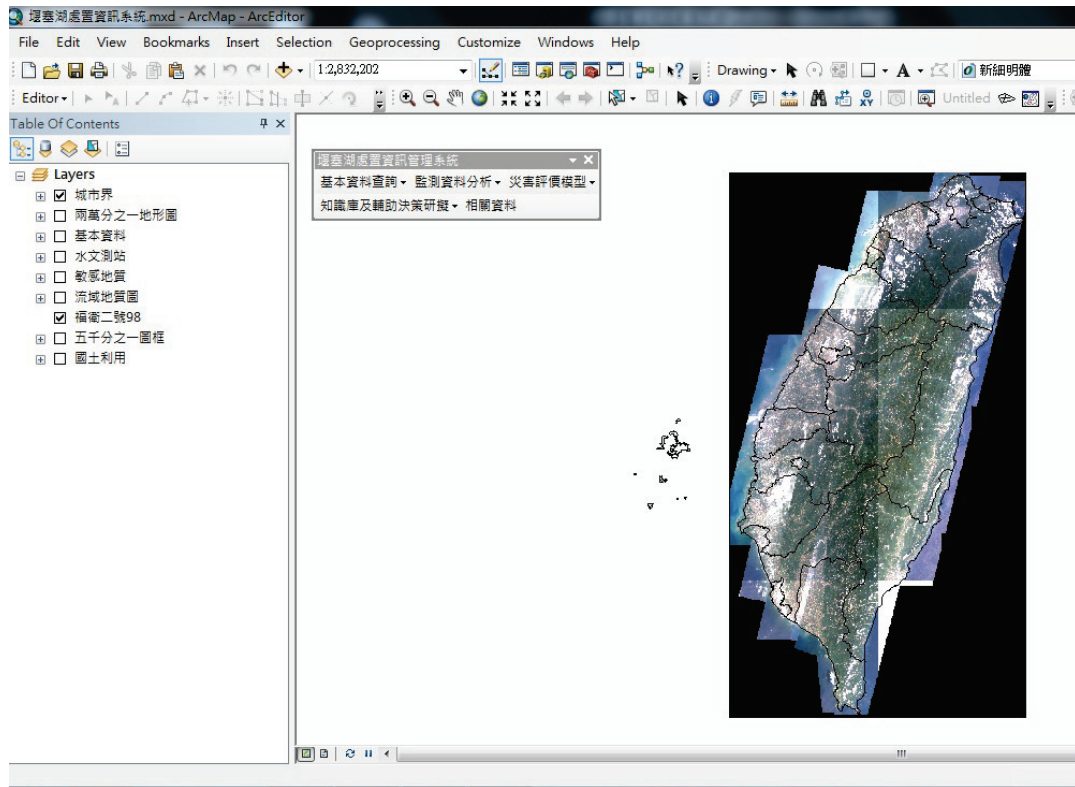 堰塞湖處置資訊系統.mxd - ArcMap - ArcEditor
File Edit View Bookmarks Insert Selection Geoprocessing Customize Windows Help
1:2,832,202 Drawing A 新細明體
Editor Untitled
Table Of Contents
Layers
城市界
兩萬分之一地形圖
基本資料
水文測站
敏感地質
流域地質圖
福衛二號98
五千分之一圖框
國土利用
堰塞湖處置資訊管理系統
基本資料查詢 監測資料分析 災害評價模型
知識庫及輔助決策研擬 相關資料